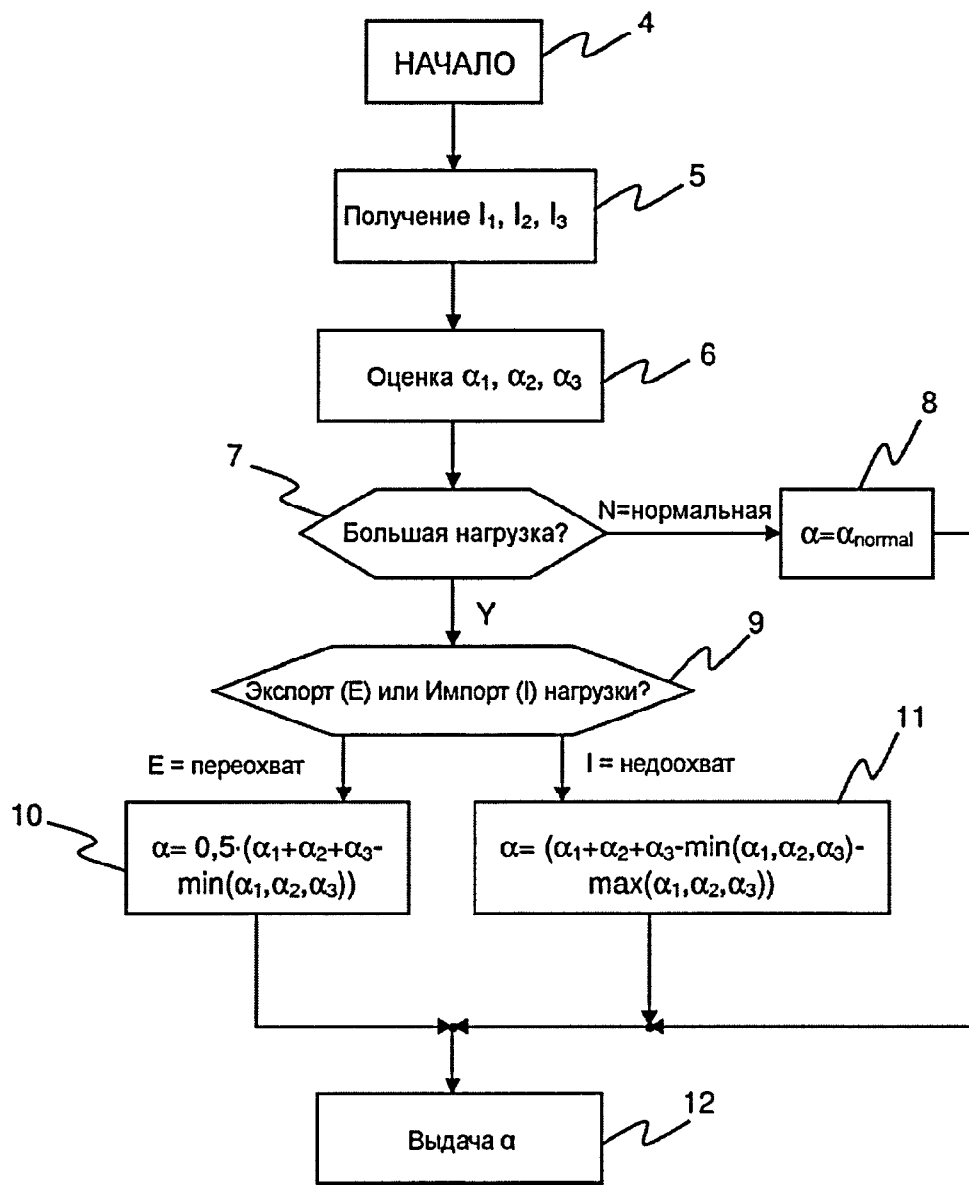 4
НАЧАЛО
5
Получение I₁, I₂, I₃
6
Оценка α₁, α₂, α₃
7
Большая нагрузка?
N=нормальная
8
α=αnormal
Y
9
Экспорт (E) или Импорт (I) нагрузки?
E = переохват
I = недоохват
10
α= 0,5·(α₁+α₂+α₃-
min(α₁,α₂,α₃))
11
α= (α₁+α₂+α₃-min(α₁,α₂,α₃)-
max(α₁,α₂,α₃))
12
Выдача α